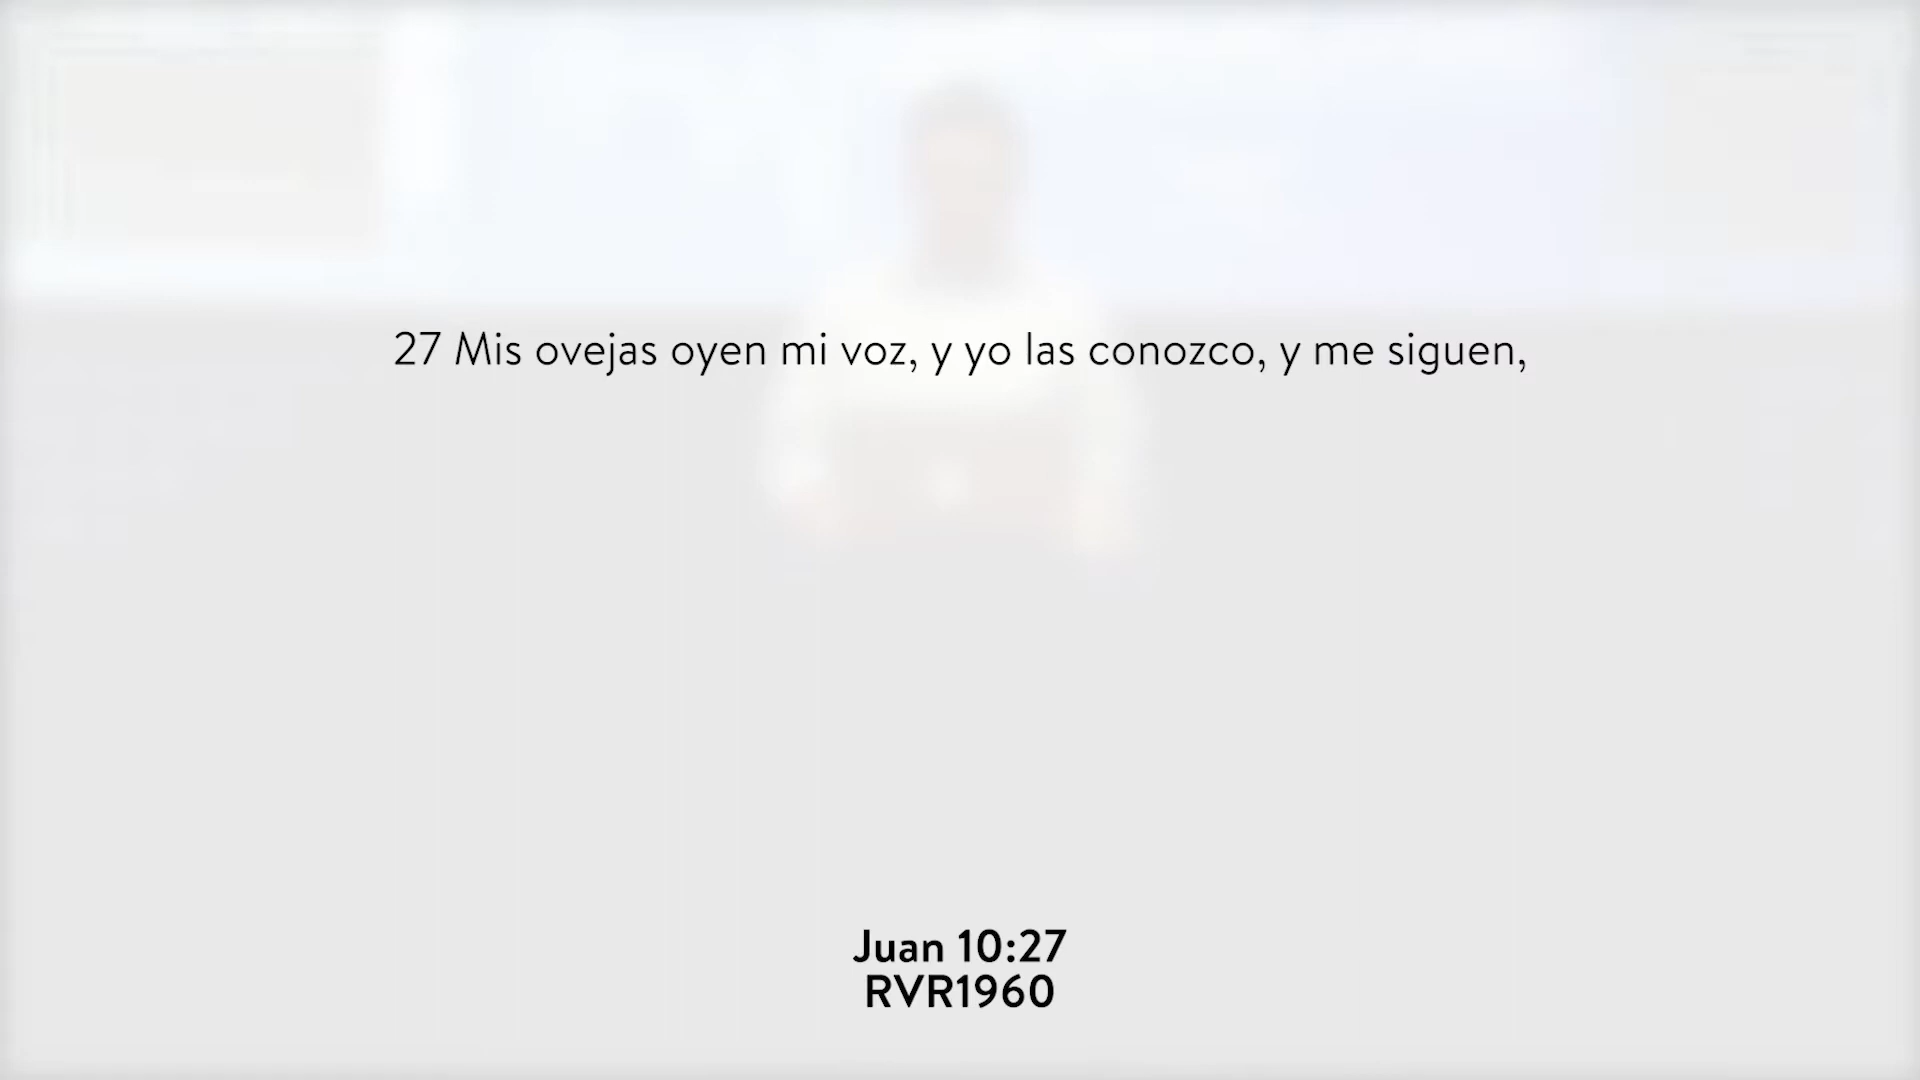 27 Mis ovejas oyen mi voz, y yo las conozco, y me siguen,
Juan 10:27
RVR1960